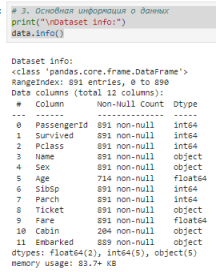 # 3. Основная информация о данных
print("\nDataset info:")
data.info()
Dataset info:
<class 'pandas.core.frame.DataFrame'>
RangeIndex: 891 entries, 0 to 890
Data columns (total 12 columns):
# Column Non-Null Count Dtype
--- ------ -------------- -----
0 PassengerId 891 non-null int64
1 Survived 891 non-null int64
2 Pclass 891 non-null int64
3 Name 891 non-null object
4 Sex 891 non-null object
5 Age 714 non-null float64
6 SibSp 891 non-null int64
7 Parch 891 non-null int64
8 Ticket 891 non-null object
9 Fare 891 non-null float64
10 Cabin 204 non-null object
11 Embarked 889 non-null object
dtypes: float64(2), int64(5), object(5)
memory usage: 83.7+ KB